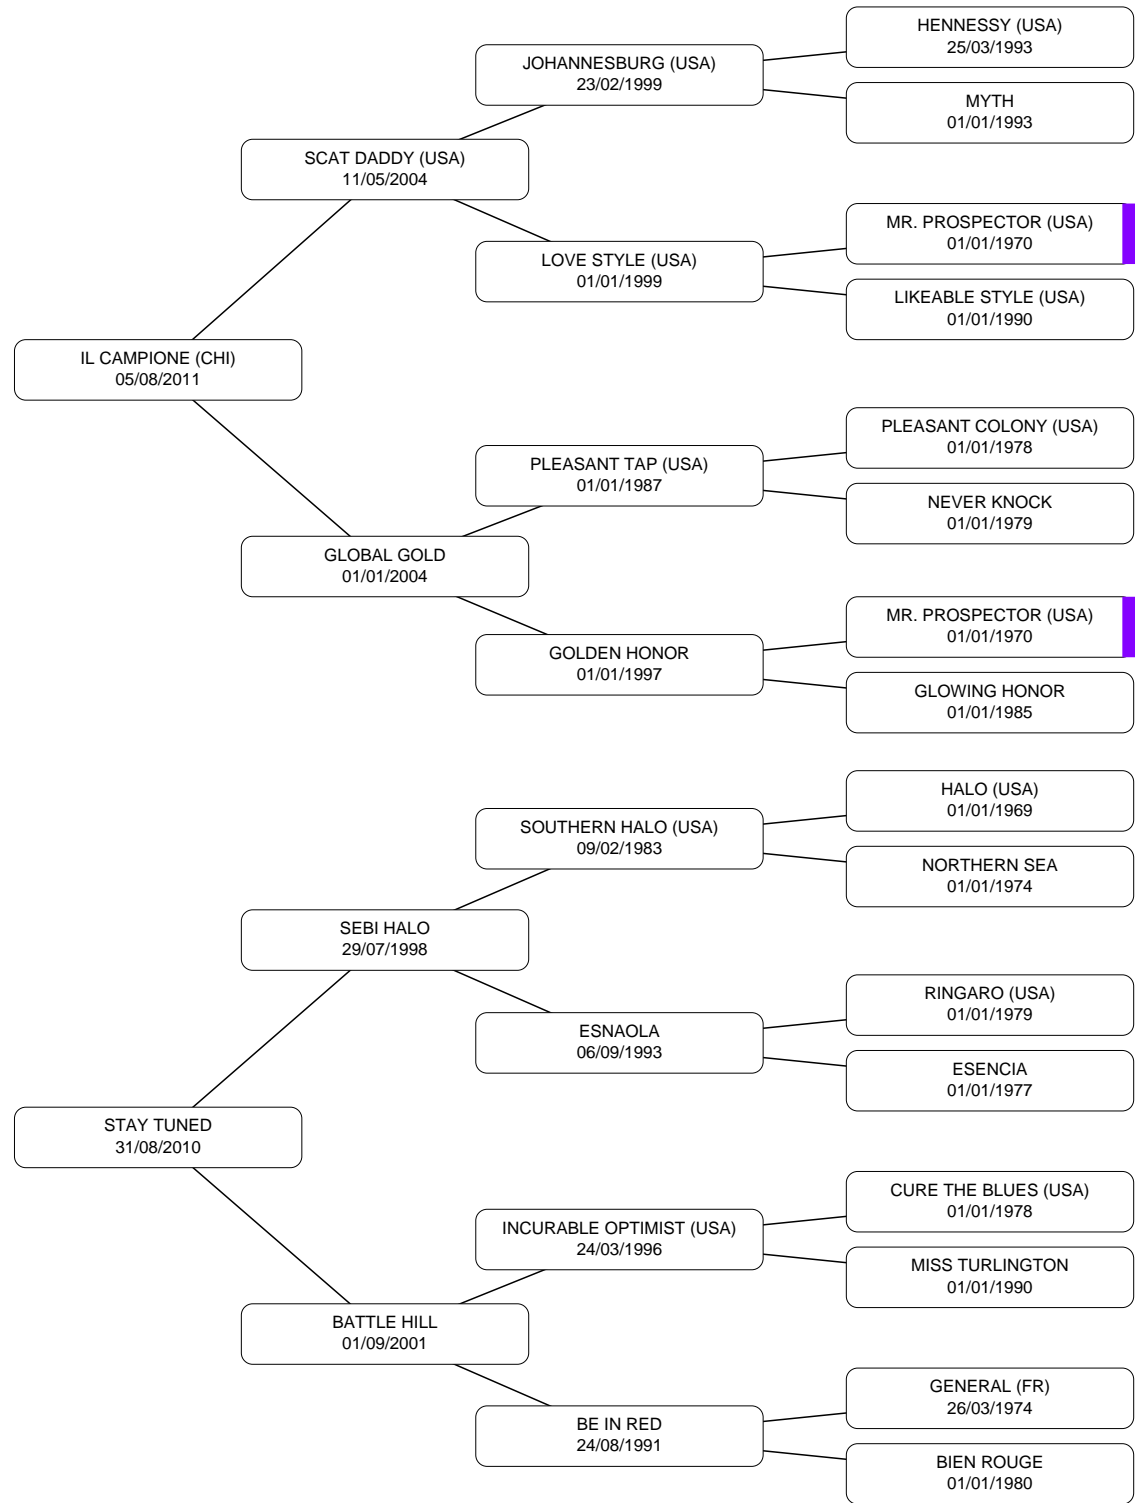 HENNESSY (USA)
25/03/1993
JOHANNESBURG (USA)
23/02/1999
MYTH
01/01/1993
SCAT DADDY (USA)
11/05/2004
MR. PROSPECTOR (USA)
01/01/1970
LOVE STYLE (USA)
01/01/1999
LIKEABLE STYLE (USA)
01/01/1990
IL CAMPIONE (CHI)
05/08/2011
PLEASANT COLONY (USA)
01/01/1978
PLEASANT TAP (USA)
01/01/1987
NEVER KNOCK
01/01/1979
GLOBAL GOLD
01/01/2004
MR. PROSPECTOR (USA)
01/01/1970
GOLDEN HONOR
01/01/1997
GLOWING HONOR
01/01/1985
HALO (USA)
01/01/1969
SOUTHERN HALO (USA)
09/02/1983
NORTHERN SEA
01/01/1974
SEBI HALO
29/07/1998
RINGARO (USA)
01/01/1979
ESNAOLA
06/09/1993
ESENCIA
01/01/1977
STAY TUNED
31/08/2010
CURE THE BLUES (USA)
01/01/1978
INCURABLE OPTIMIST (USA)
24/03/1996
MISS TURLINGTON
01/01/1990
BATTLE HILL
01/09/2001
GENERAL (FR)
26/03/1974
BE IN RED
24/08/1991
BIEN ROUGE
01/01/1980